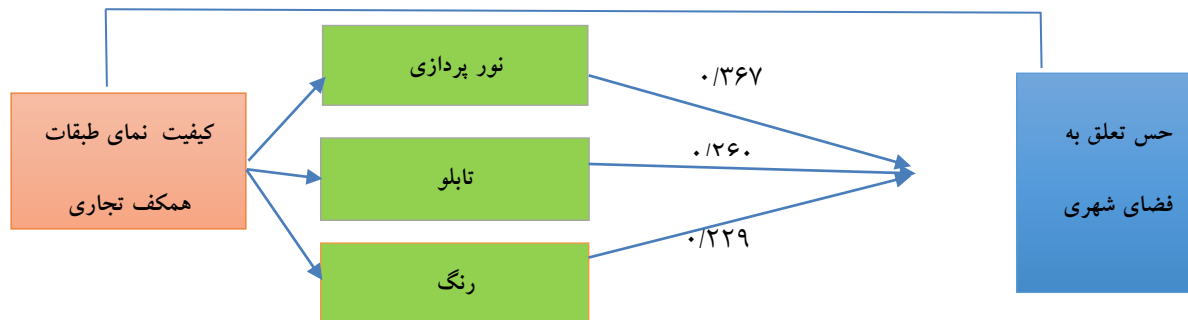 نور پردازی
۰/۳۶۷
کیفیت نمای طبقات
همکف تجاری
حس تعلق به
فضای شهری
تابلو
۰/۲۶۰
رنگ
۰/۲۲۹